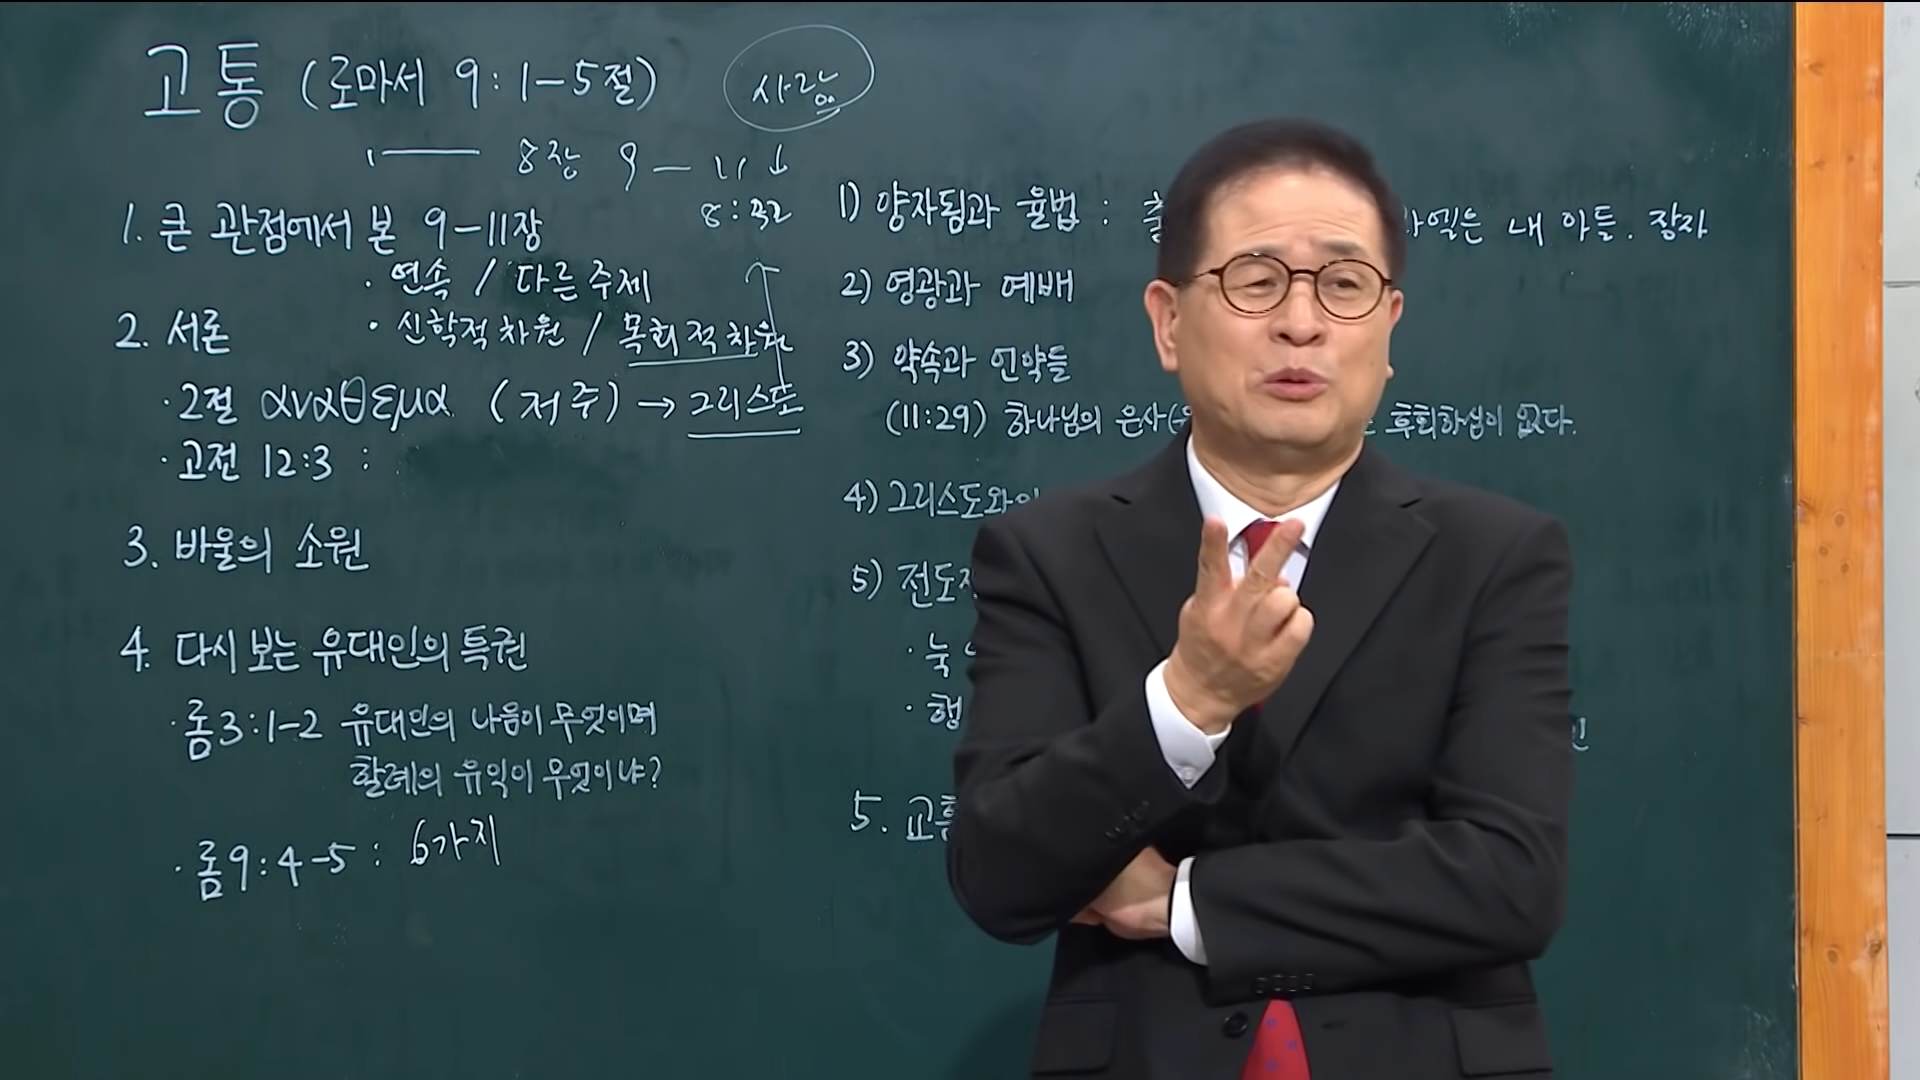 고통 (로마서 9:1-5절) 사랑
8장 9 - 11 ↓
1. 큰 관점에서 본 9-11장 8:32
· 연속 / 다른 주제
2. 서론 · 신학적 차원 / 목회적 차원
· 2절 αναθεμα (저주) → 그리스도
· 고전 12:3 :
3. 바울의 소원
4. 다시 보는 유대인의 특권
· 롬3:1-2 유대인의 나음이 무엇이며
할례의 유익이 무엇이냐?
· 롬9:4-5 : 6가지
1) 양자됨과 율법 : 내 아들. 장자
2) 영광과 예배
3) 약속과 언약들
(11:29) 하나님의 은사 후회하심이 없다.
4) 그리스도와의
5) 전도
· 눅
· 행
5. 교훈